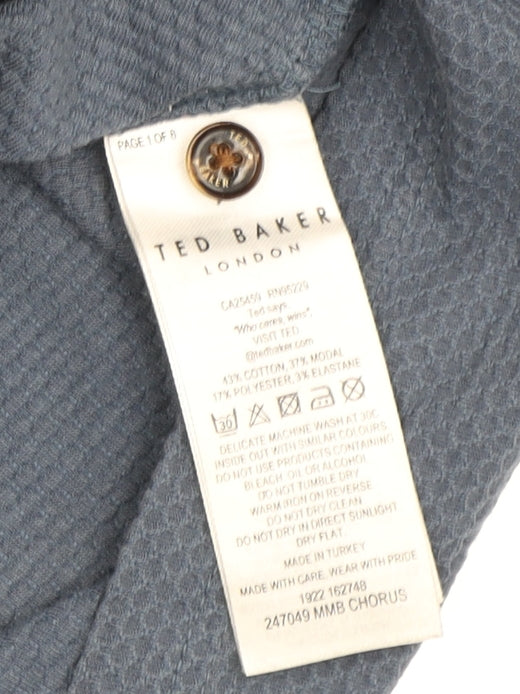 PAGE 1 OF 8
TED
BAKER
TED BAKER
LONDON
CA25459 RN95229
Ted says,
"Who cares, wins".
VISIT TED
@tedbaker.com
43% COTTON, 37% MODAL
17% POLYESTER, 3% ELASTANE
30
DELICATE MACHINE WASH AT 30C
INSIDE OUT WITH SIMILAR COLOURS
DO NOT USE PRODUCTS CONTAINING
BLEACH, OIL OR ALCOHOL
DO NOT TUMBLE DRY
WARM IRON ON REVERSE
DO NOT DRY CLEAN
DO NOT DRY IN DIRECT SUNLIGHT
DRY FLAT.
MADE IN TURKEY
MADE WITH CARE, WEAR WITH PRIDE
1922 162748
247049 MMB CHORUS